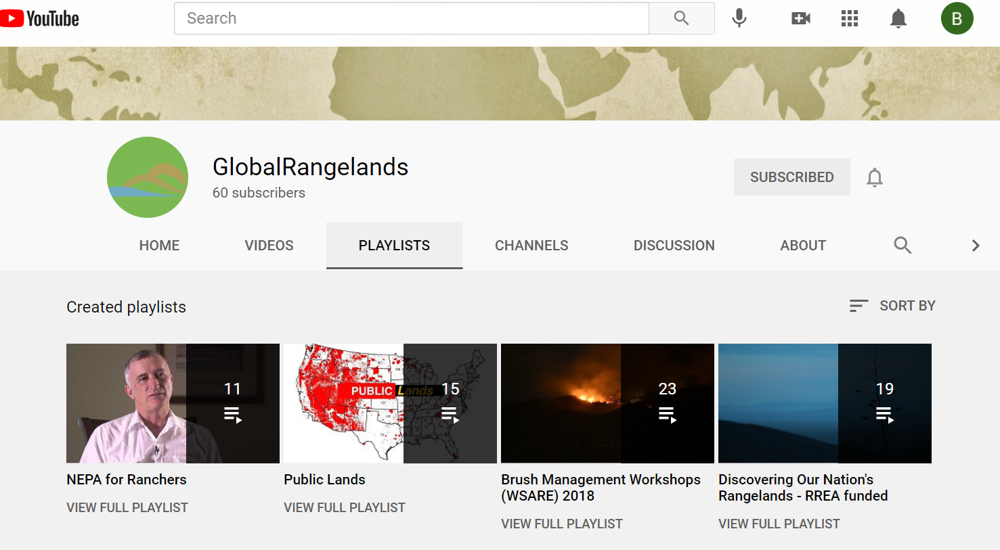 YouTube
Search
B
GlobalRangelands
60 subscribers
SUBSCRIBED
HOME
VIDEOS
PLAYLISTS
CHANNELS
DISCUSSION
ABOUT
Created playlists
SORT BY
11
PUBLIC Lands
15
23
19
NEPA for Ranchers
VIEW FULL PLAYLIST
Public Lands
VIEW FULL PLAYLIST
Brush Management Workshops
(WSARE) 2018
VIEW FULL PLAYLIST
Discovering Our Nation's
Rangelands - RREA funded
VIEW FULL PLAYLIST